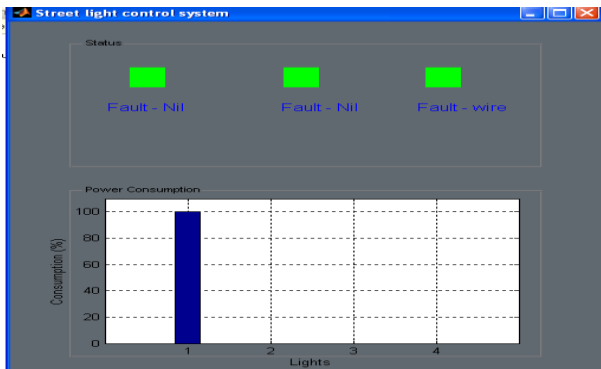 Street light control system
Status
Fault - Nil
Fault - Nil
Fault - wire
Power Consumption
Consumption (%)
100
80
60
40
20
0
1
2
3
4
Lights